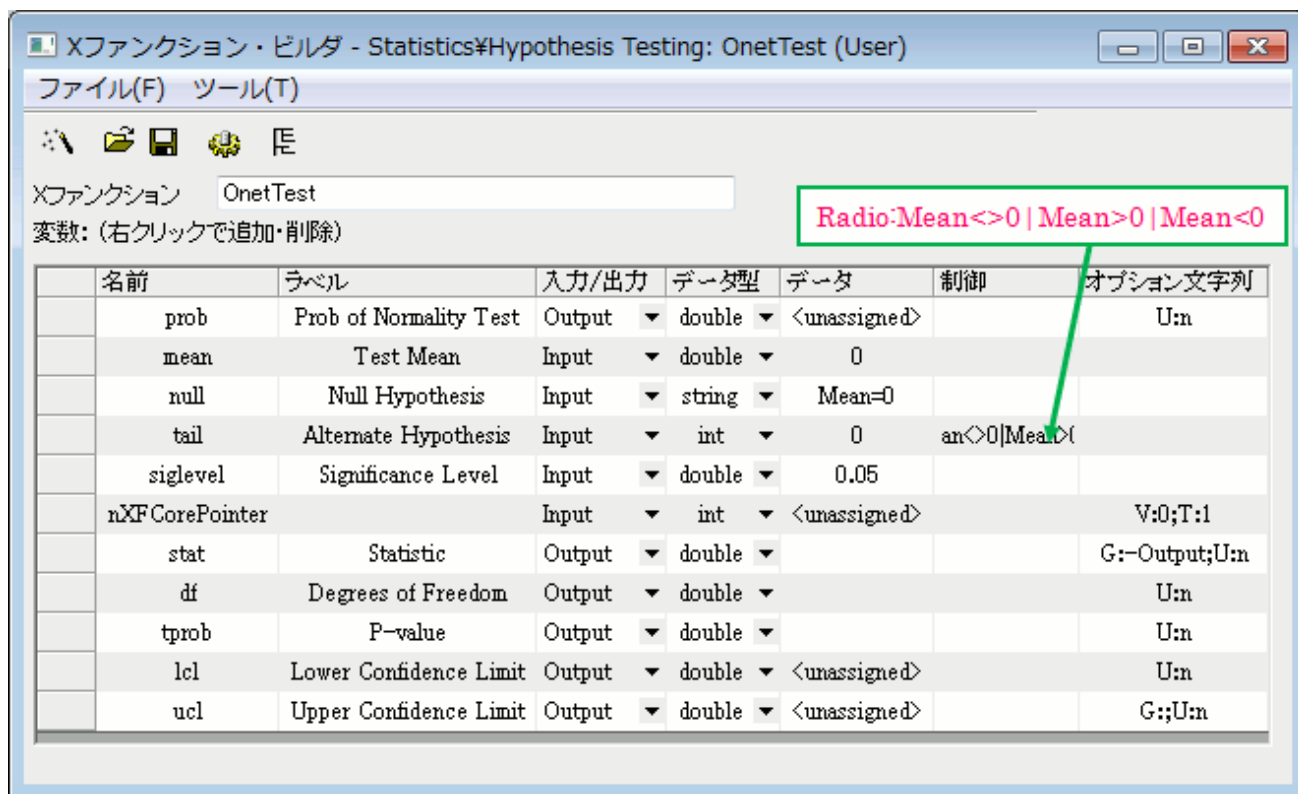 Xファンクション・ビルダ - Statistics¥Hypothesis Testing: OnetTest (User)
ファイル(F) ツール(T)
Xファンクション OnetTest
変数: (右クリックで追加・削除)
Radio:Mean<>0|Mean>0|Mean<0
名前 ラベル 入力/出力 データ型 データ 制御 オプション文字列
prob Prob of Normality Test Output double <unassigned> U:n
mean Test Mean Input double 0
null Null Hypothesis Input string Mean=0
tail Alternate Hypothesis Input int 0 an<>0|Mean>(
siglevel Significance Level Input double 0.05
nXFCorePointer Input int <unassigned> V:0;T:1
stat Statistic Output double G:-Output;U:n
df Degrees of Freedom Output double U:n
tprob P-value Output double U:n
lcl Lower Confidence Limit Output double <unassigned> U:n
ucl Upper Confidence Limit Output double <unassigned> G:;U:n